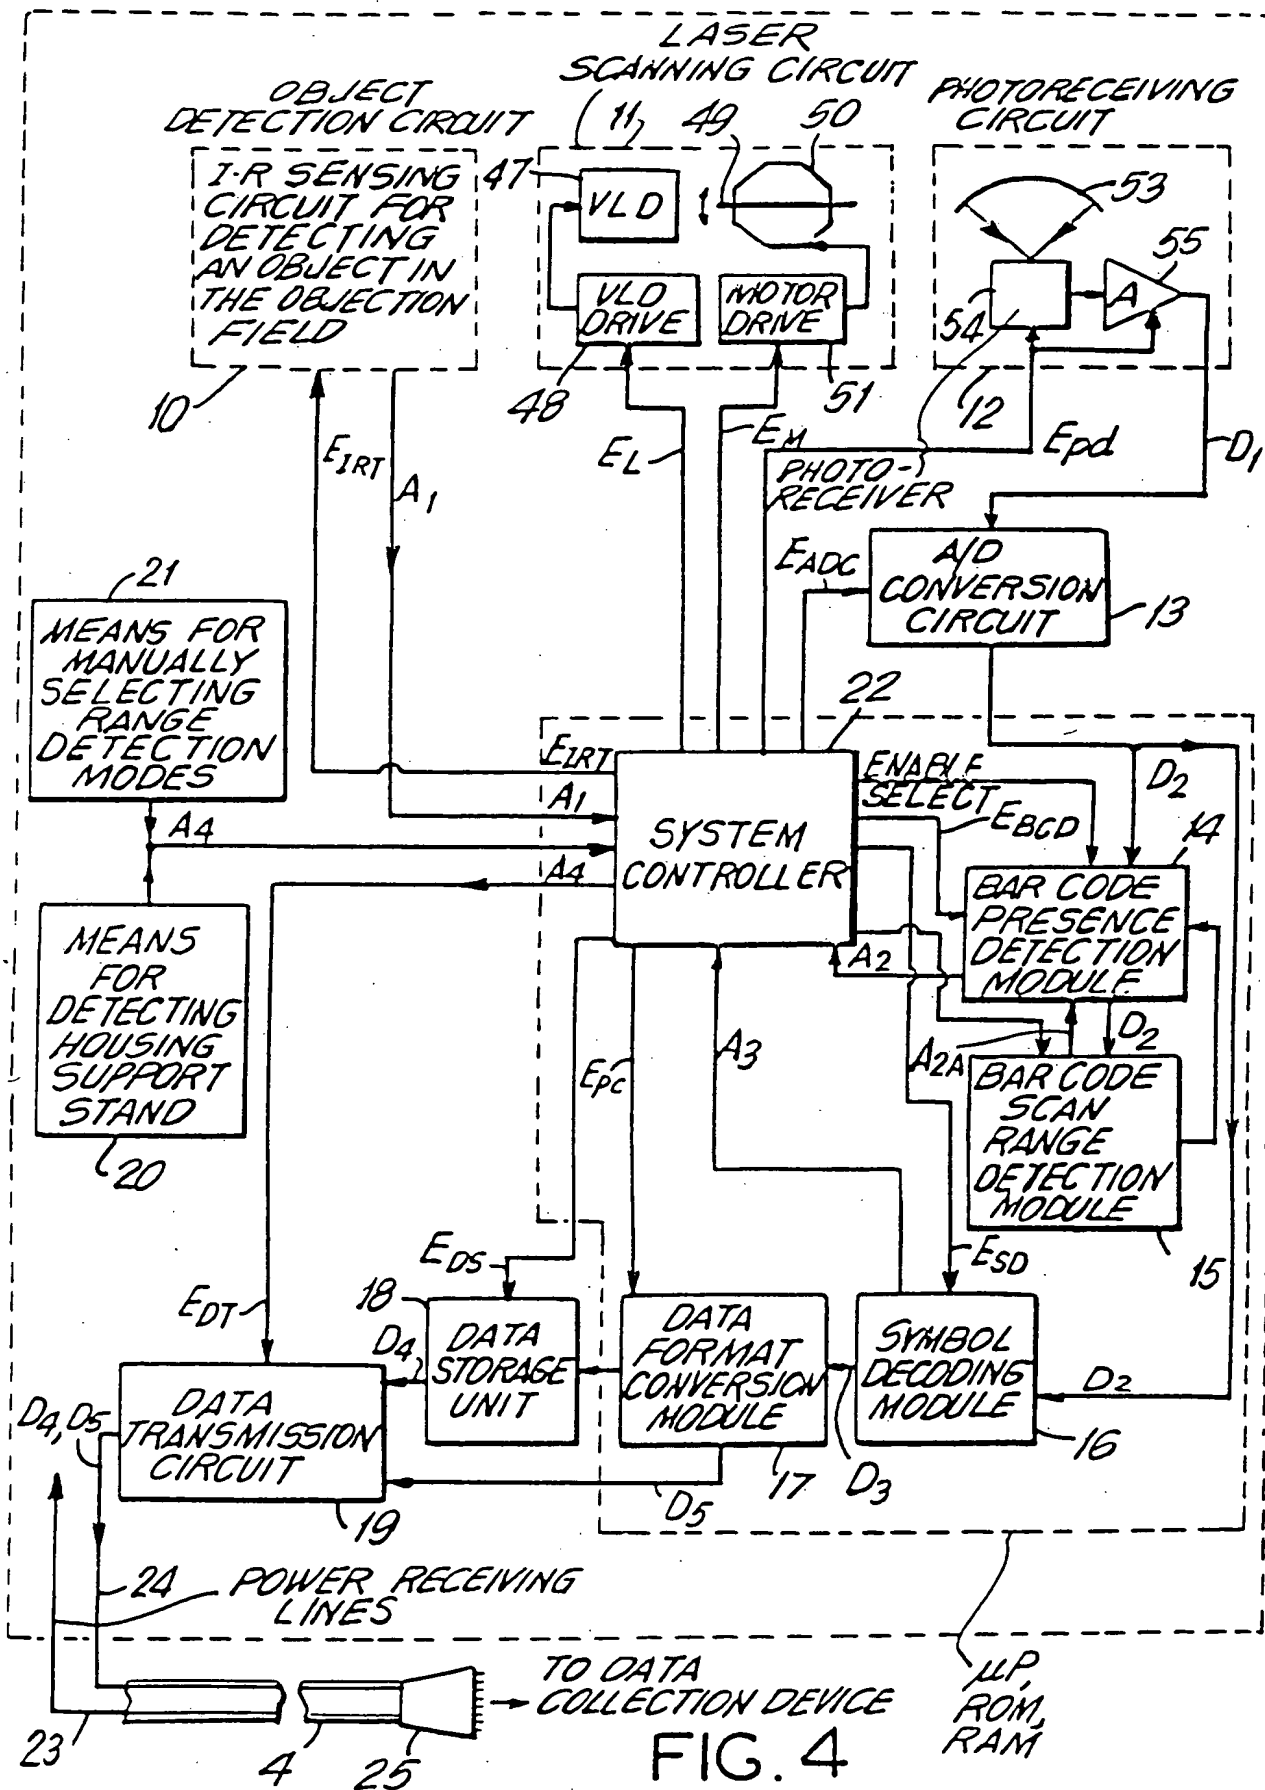 LASER
SCANNING CIRCUIT
OBJECT
DETECTION CIRCUIT
PHOTORECEIVING
CIRCUIT
11
49
50
I-R SENSING
CIRCUIT FOR
DETECTING
AN OBJECT IN
THE OBJECTION
FIELD
47
VLD
53
55
VLD
DRIVE
MOTOR
DRIVE
54
A
10
48
51
12
EIRT
A1
EL
EM
Epd
D1
PHOTO-
RECEIVER
EADC
A/D
CONVERSION
CIRCUIT
13
21
MEANS FOR
MANUALLY
SELECTING
RANGE
DETECTION
MODES
22
EIRT
A1
A4
A4
SYSTEM
CONTROLLER
ENABLE
SELECT
EBCD
D2
14
BAR CODE
PRESENCE
DETECTION
MODULE
A2
MEANS
FOR
DETECTING
HOUSING
SUPPORT
STAND
20
EPC
A3
A2A
D2
BAR CODE
SCAN
RANGE
DETECTION
MODULE
15
EDS
ESD
EDT
18
D4
DATA
STORAGE
UNIT
DATA
FORMAT
CONVERSION
MODULE
SYMBOL
DECODING
MODULE
D2
16
D4, D5
DATA
TRANSMISSION
CIRCUIT
19
D5
17
D3
24
POWER RECEIVING
LINES
23
4
25
TO DATA
COLLECTION DEVICE
µP,
ROM,
RAM
FIG. 4